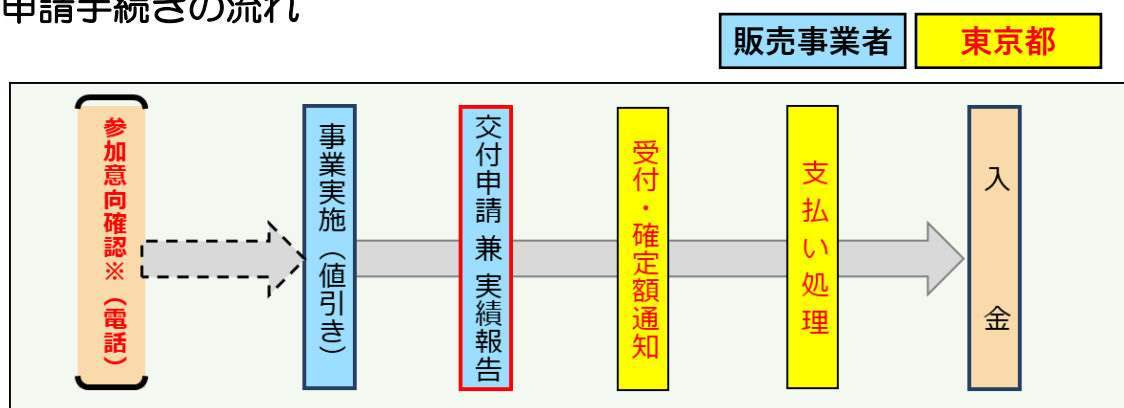 申請手続きの流れ
販売事業者
東京都
参加意向確認※(電話)
事業実施(値引き)
交付申請 兼 実績報告
受付・確定額通知
支払い処理
入金